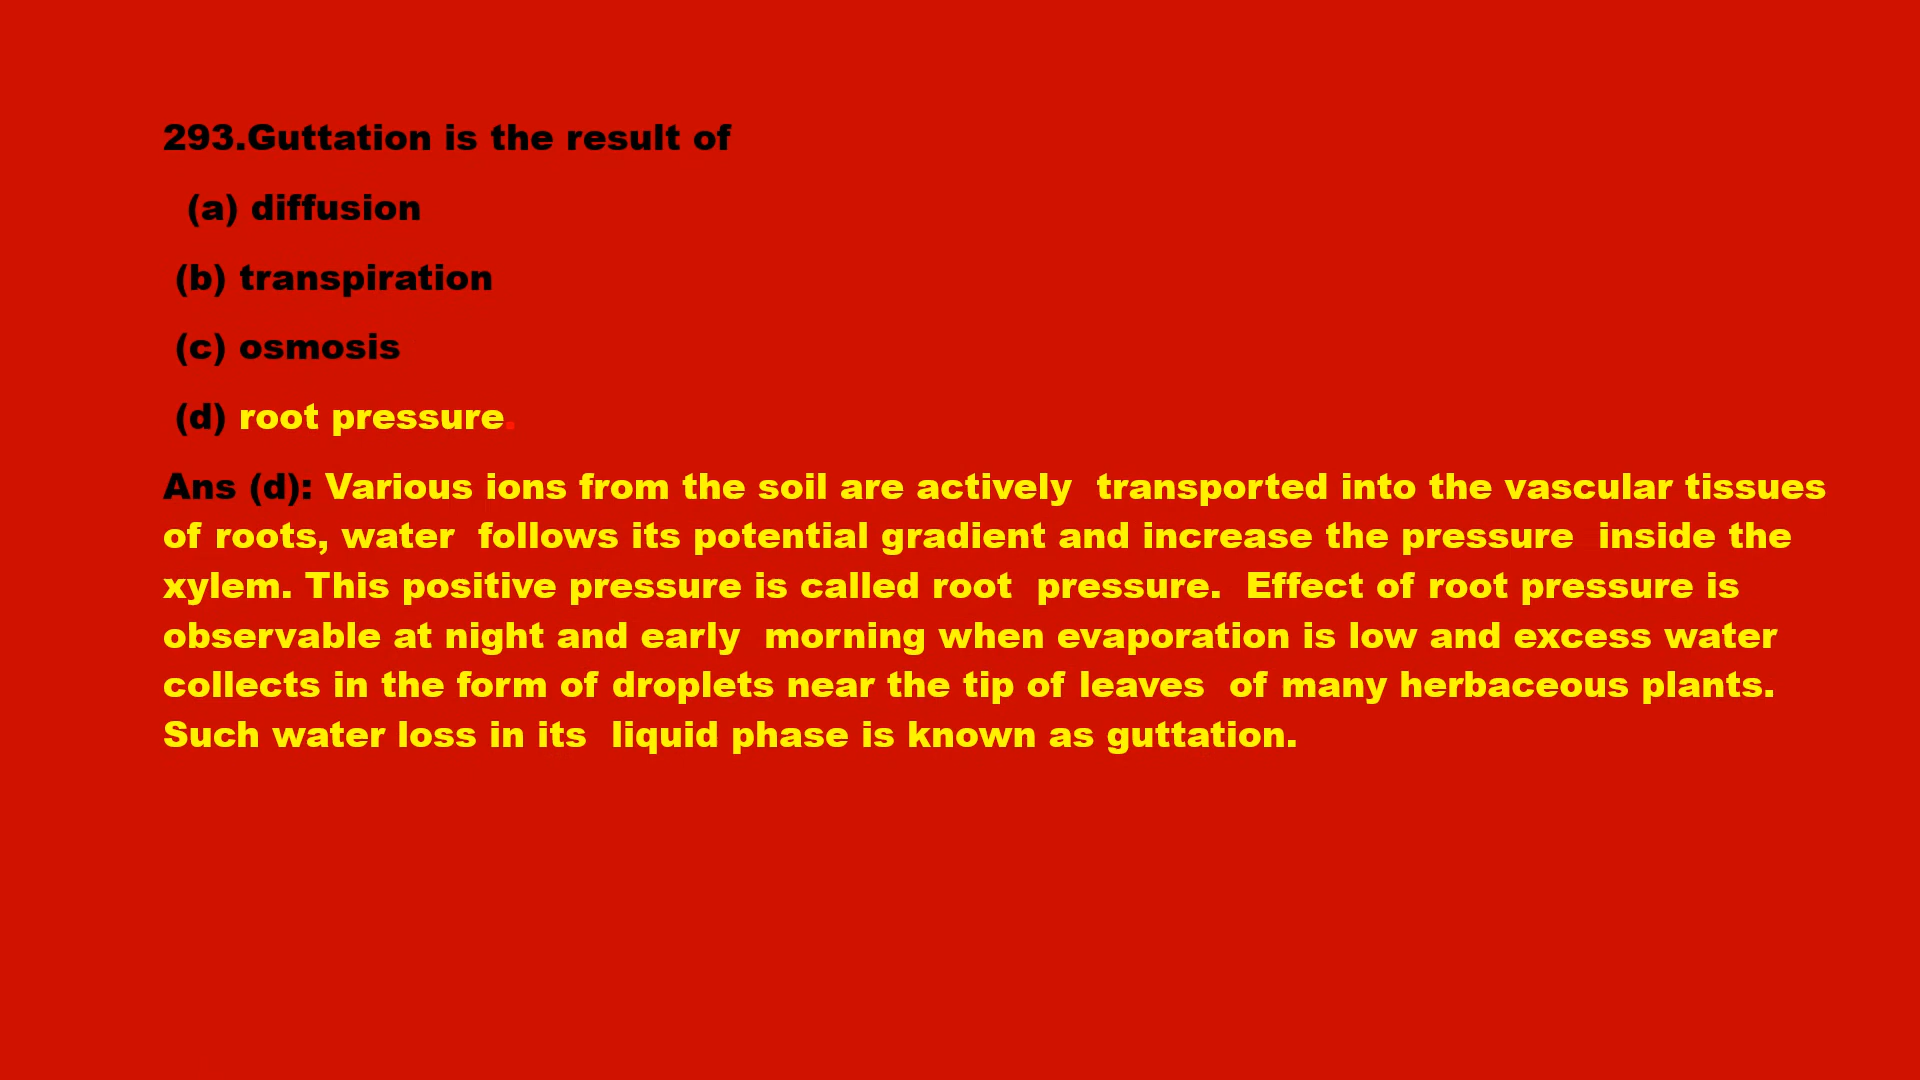 293.Guttation is the result of
(a) diffusion
(b) transpiration
(c) osmosis
(d) root pressure.
Ans (d): Various ions from the soil are actively transported into the vascular tissues
of roots, water follows its potential gradient and increase the pressure inside the
xylem. This positive pressure is called root pressure. Effect of root pressure is
observable at night and early morning when evaporation is low and excess water
collects in the form of droplets near the tip of leaves of many herbaceous plants.
Such water loss in its liquid phase is known as guttation.